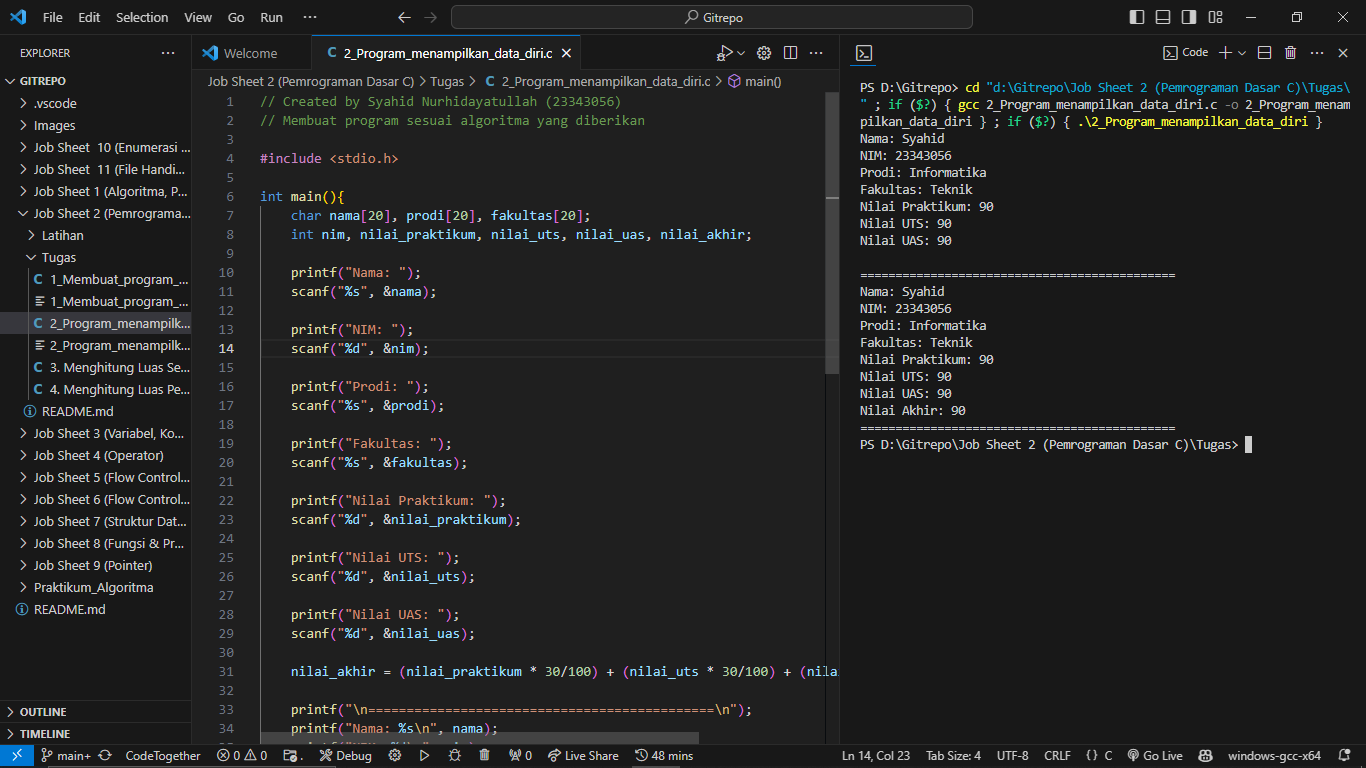 File Edit Selection View Go Run ··· Gitrepo
EXPLORER ···
GITREPO
.vscode
Images
Job Sheet 10 (Enumerasi ...
Job Sheet 11 (File Handi...
Job Sheet 1 (Algoritma, P...
Job Sheet 2 (Pemrograma...
Latihan
Tugas
C 1_Membuat_program_...
1_Membuat_program_...
C 2_Program_menampilk...
2_Program_menampilk...
C 3. Menghitung Luas Se...
C 4. Menghitung Luas Pe...
README.md
Job Sheet 3 (Variabel, Ko...
Job Sheet 4 (Operator)
Job Sheet 5 (Flow Control...
Job Sheet 6 (Flow Control...
Job Sheet 7 (Struktur Dat...
Job Sheet 8 (Fungsi & Pr...
Job Sheet 9 (Pointer)
Praktikum_Algoritma
README.md
OUTLINE
TIMELINE
Welcome C 2_Program_menampilkan_data_diri.c
Job Sheet 2 (Pemrograman Dasar C) > Tugas > C 2_Program_menampilkan_data_diri.c > main()
1 // Created by Syahid Nurhidayatullah (23343056)
2 // Membuat program sesuai algoritma yang diberikan
3
4 #include <stdio.h>
5
6 int main(){
7 char nama[20], prodi[20], fakultas[20];
8 int nim, nilai_praktikum, nilai_uts, nilai_uas, nilai_akhir;
9
10 printf("Nama: ");
11 scanf("%s", &nama);
12
13 printf("NIM: ");
14 scanf("%d", &nim);
15
16 printf("Prodi: ");
17 scanf("%s", &prodi);
18
19 printf("Fakultas: ");
20 scanf("%s", &fakultas);
21
22 printf("Nilai Praktikum: ");
23 scanf("%d", &nilai_praktikum);
24
25 printf("Nilai UTS: ");
26 scanf("%d", &nilai_uts);
27
28 printf("Nilai UAS: ");
29 scanf("%d", &nilai_uas);
30
31 nilai_akhir = (nilai_praktikum * 30/100) + (nilai_uts * 30/100) + (nila
32
33 printf("\n=============================================\n");
34 printf("Nama: %s\n", nama);
Code
PS D:\Gitrepo> cd "d:\Gitrepo\Job Sheet 2 (Pemrograman Dasar C)\Tugas\
" ; if ($?) { gcc 2_Program_menampilkan_data_diri.c -o 2_Program_menam
pilkan_data_diri } ; if ($?) { .\2_Program_menampilkan_data_diri }
Nama: Syahid
NIM: 23343056
Prodi: Informatika
Fakultas: Teknik
Nilai Praktikum: 90
Nilai UTS: 90
Nilai UAS: 90
=============================================
Nama: Syahid
NIM: 23343056
Prodi: Informatika
Fakultas: Teknik
Nilai Praktikum: 90
Nilai UTS: 90
Nilai UAS: 90
Nilai Akhir: 90
=============================================
PS D:\Gitrepo\Job Sheet 2 (Pemrograman Dasar C)\Tugas>
main+ CodeTogether 0 0 Debug 0 Live Share 48 mins Ln 14, Col 23 Tab Size: 4 UTF-8 CRLF { } C Go Live windows-gcc-x64